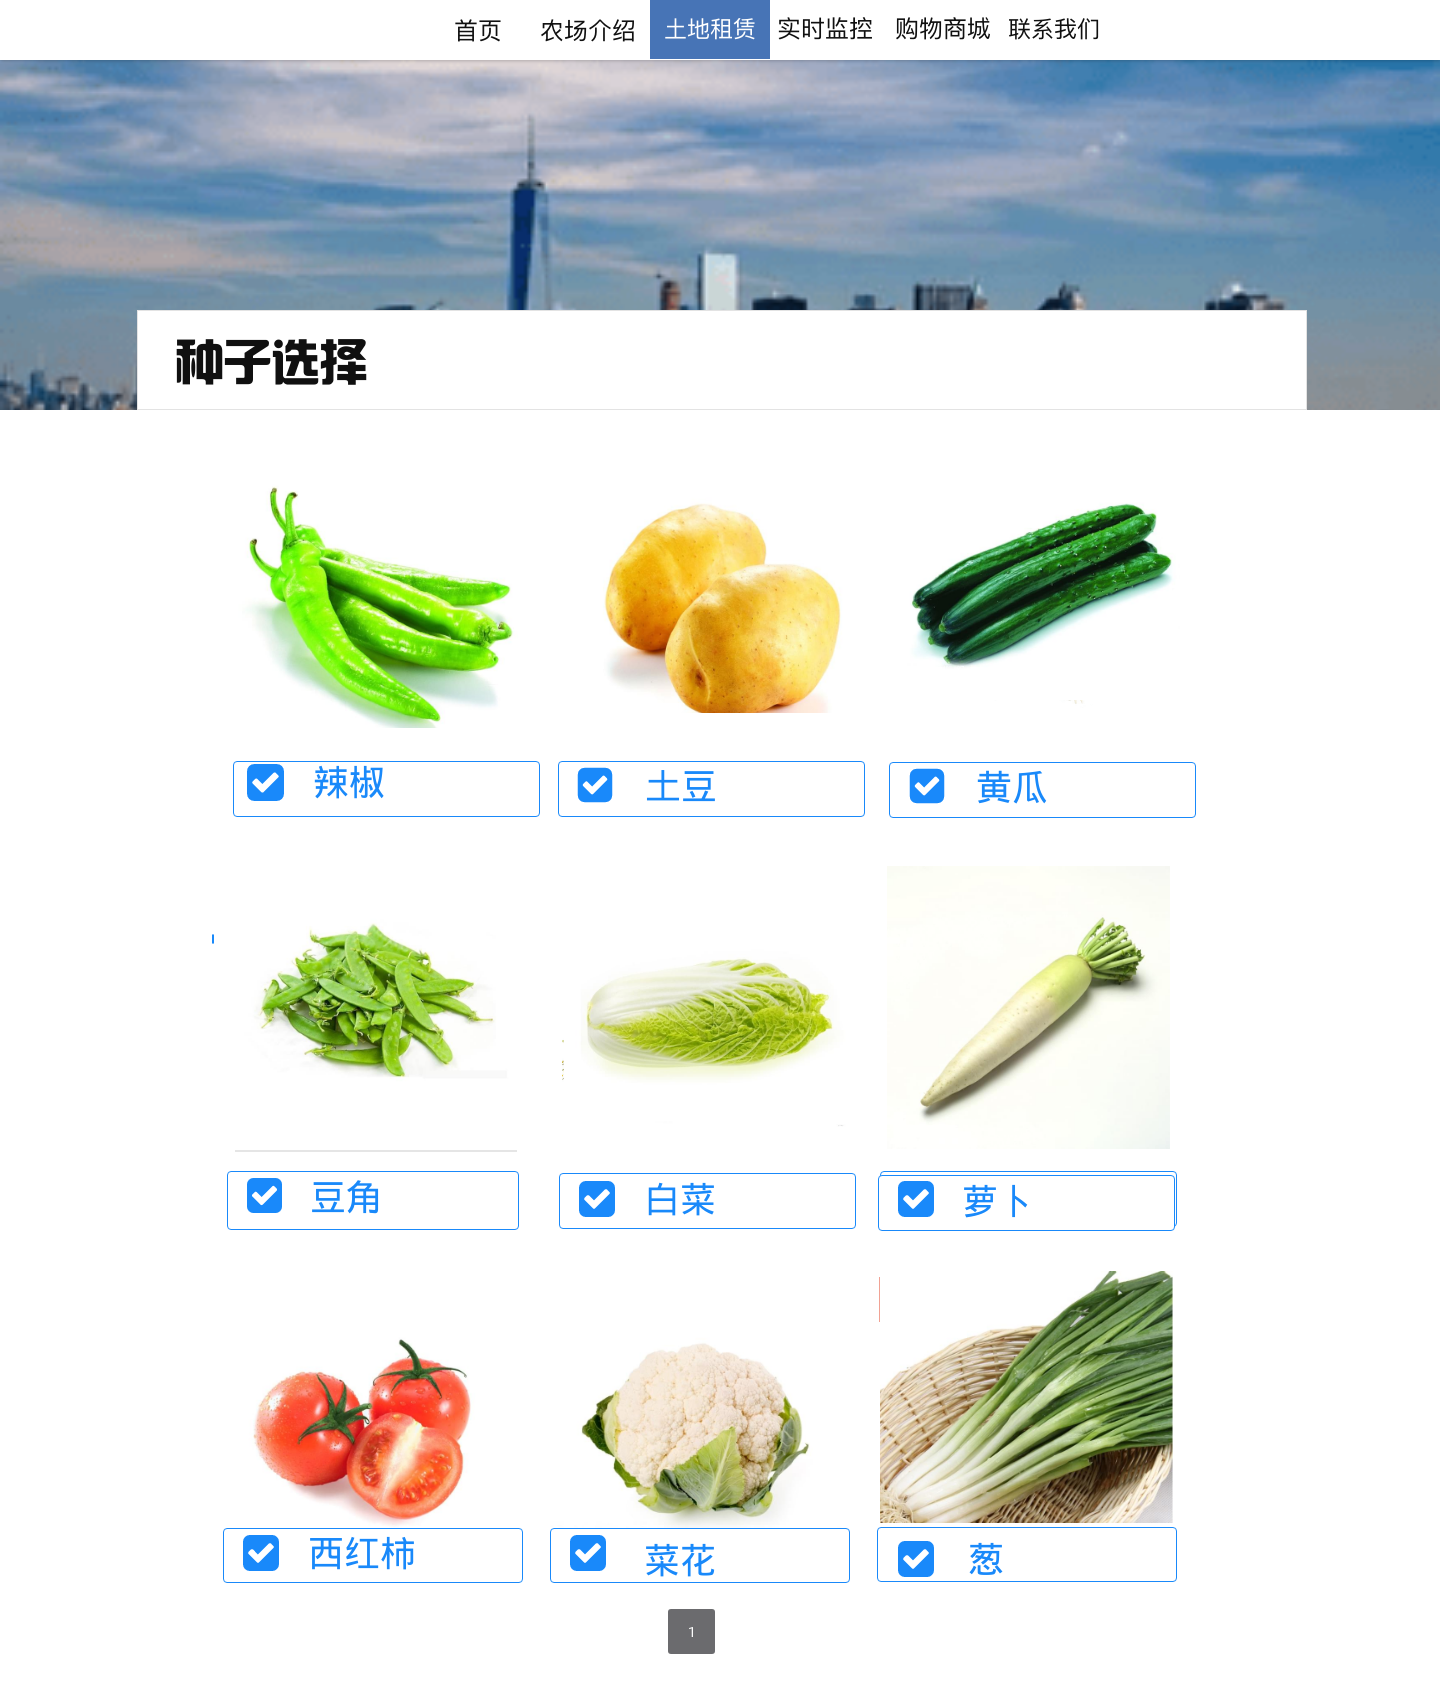 首页 农场介绍 土地租赁 实时监控 购物商城 联系我们
种子选择
辣椒 土豆 黄瓜
豆角 白菜 萝卜
西红柿 菜花 葱
1